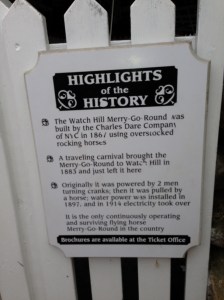 HIGHLIGHTS
of the
HISTORY
The Watch Hill Merry-Go-Round was
built by the Charles Dare Company
of NYC in 1867 using overstocked
rocking horses
A traveling carnival brought the
Merry-Go-Round to Watch Hill in
1883 and just left it here
Originally it was powered by 2 men
turning cranks; then it was pulled by
a horse; water power was installed in
1897, and in 1914 electricity took over
It is the only continuously operating
and surviving flying horse
Merry-Go-Round in the country
Brochures are available at the Ticket Office